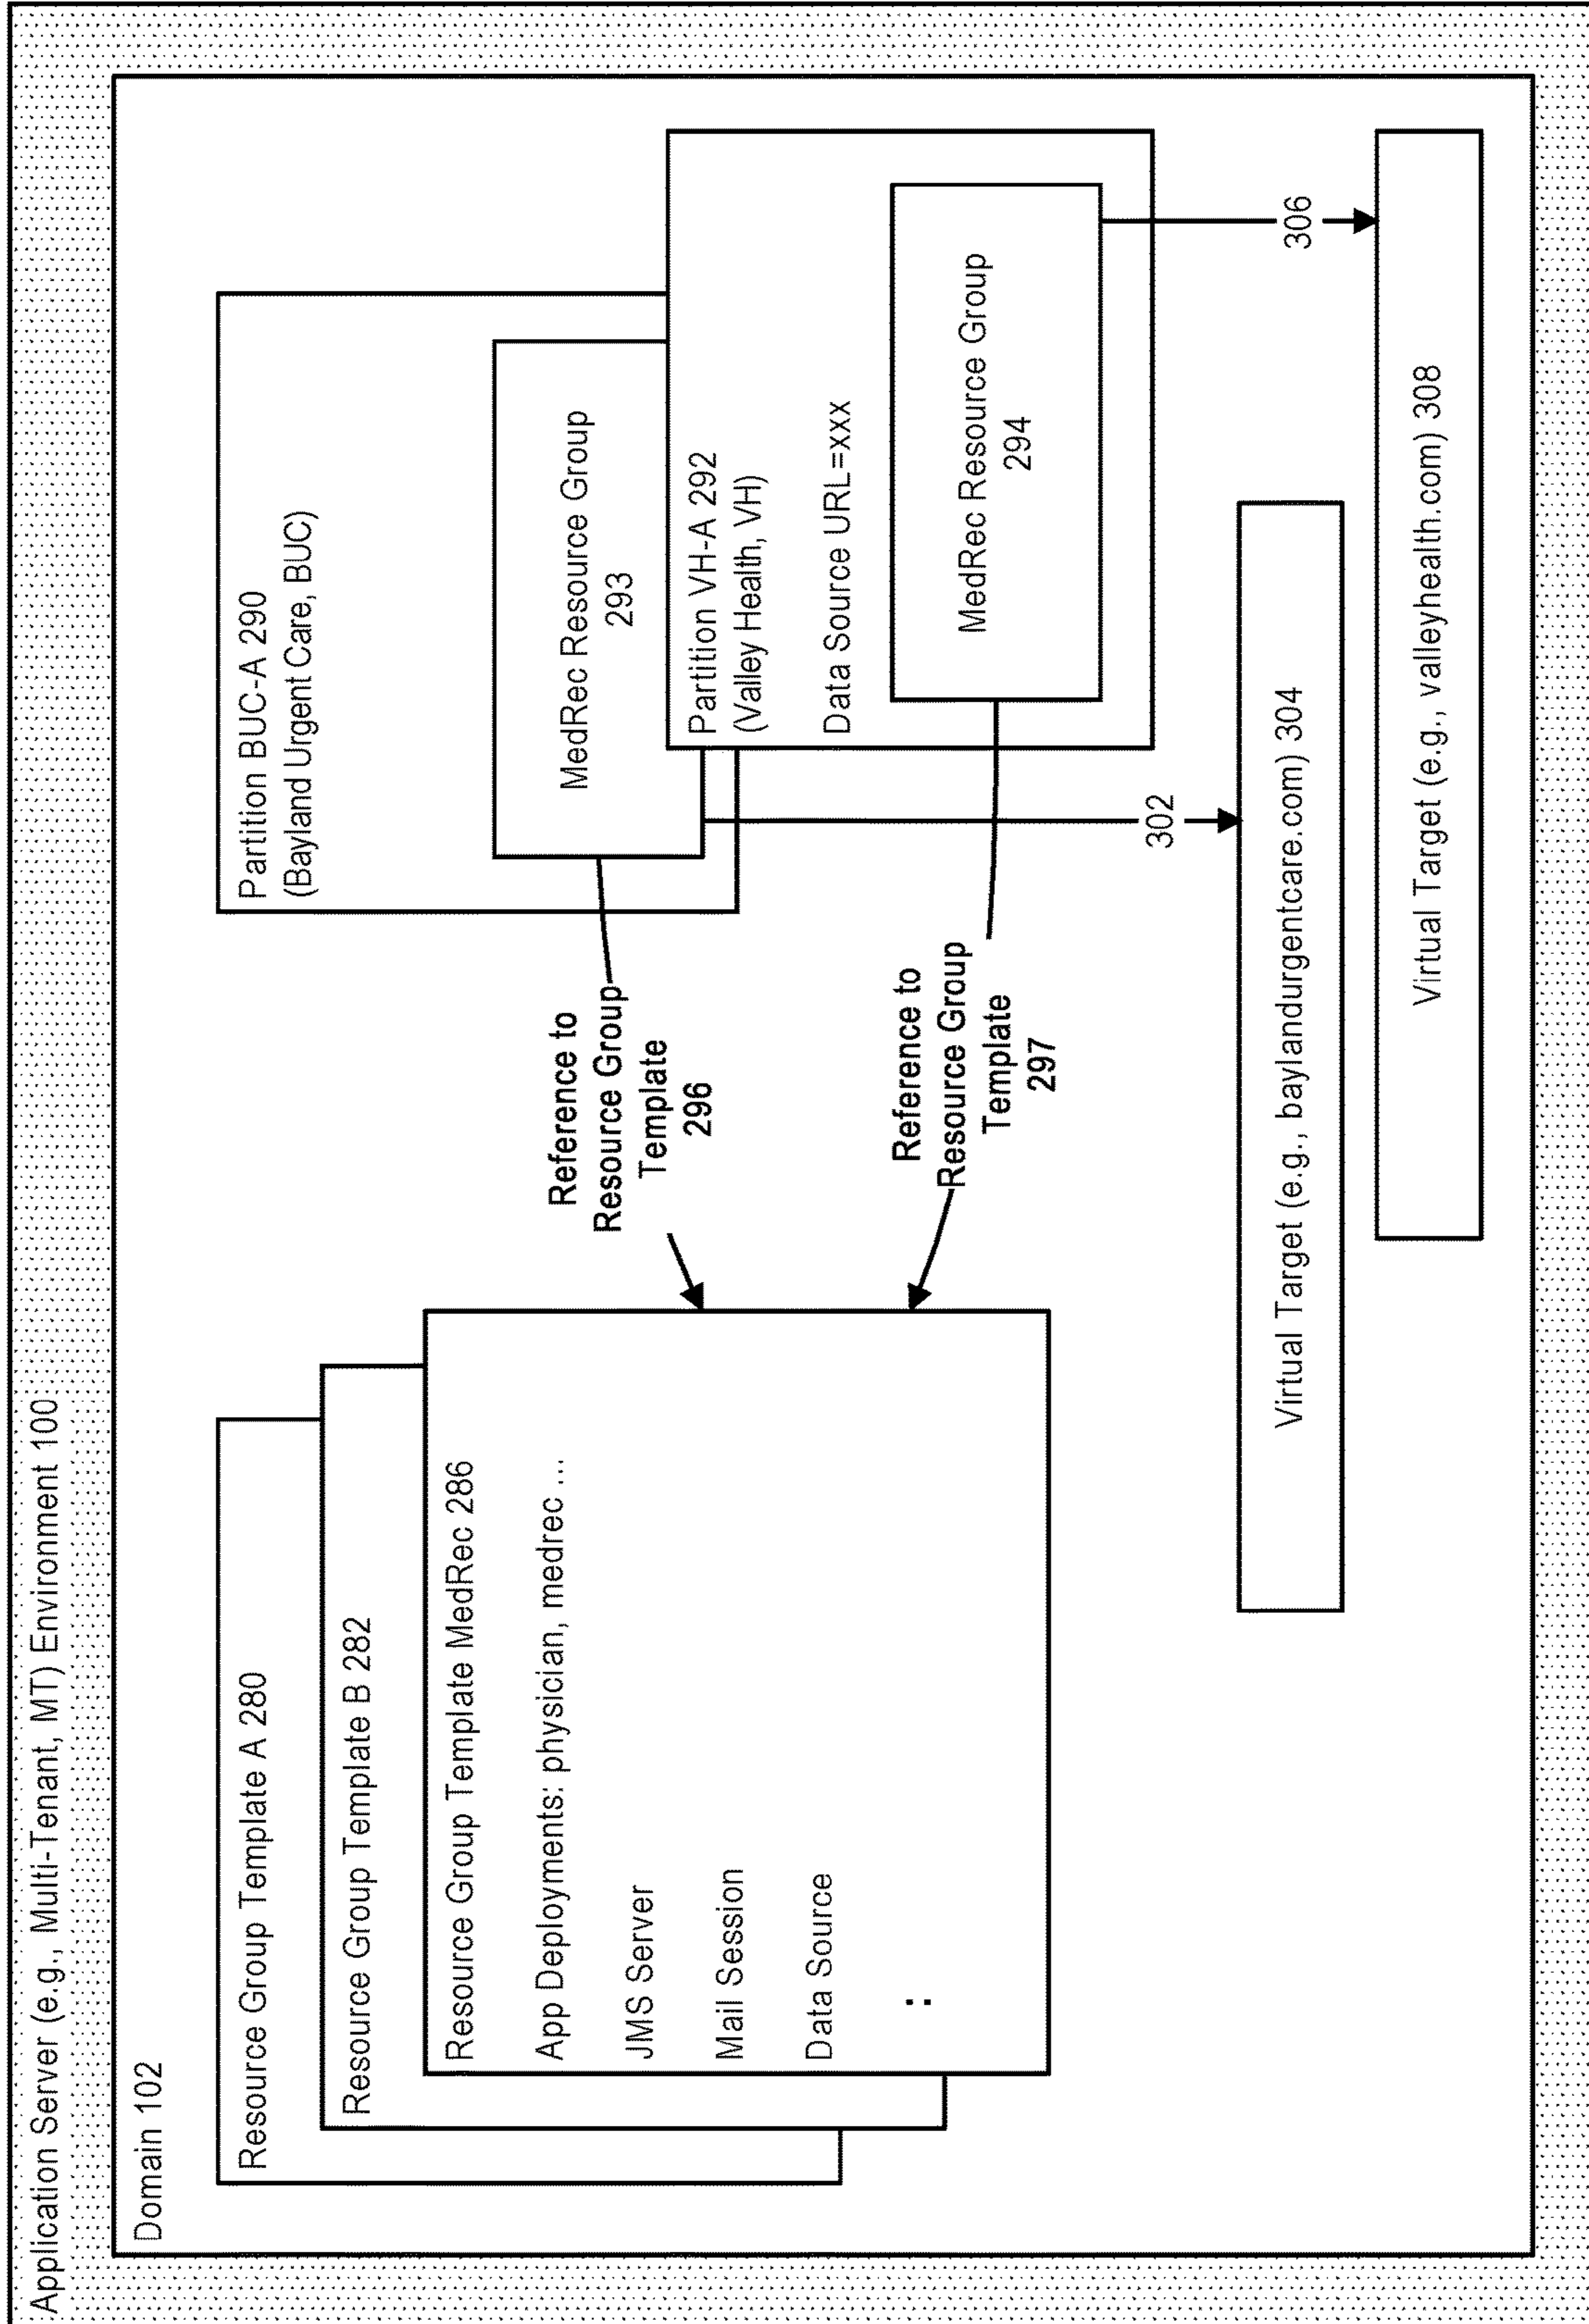 Application Server (e.g., Multi-Tenant, MT) Environment 100
Domain 102
Resource Group Template A 280
Resource Group Template B 282
Resource Group Template MedRec 286
App Deployments: physician, medrec ...
JMS Server
Mail Session
Data Source
:
Reference to
Resource Group
Template
296
Reference to
Resource Group
Template
297
Partition BUC-A 290
(Bayland Urgent Care, BUC)
MedRec Resource Group
293
Partition VH-A 292
(Valley Health, VH)
Data Source URL=xxx
MedRec Resource Group
294
302
306
Virtual Target (e.g., baylandurgentcare.com) 304
Virtual Target (e.g., valleyhealth.com) 308